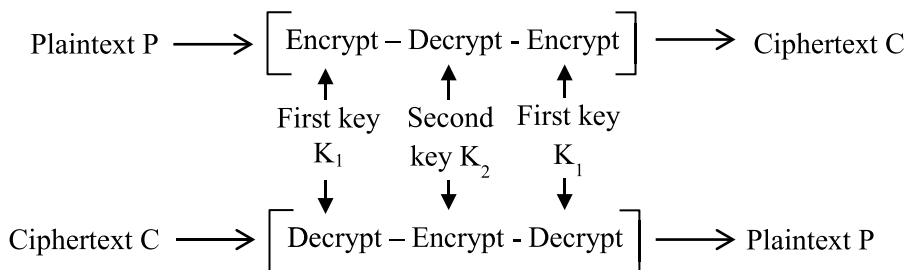 Plaintext P [Encrypt – Decrypt - Encrypt] Ciphertext C
First key Second First key
K₁ key K₂ K₁
Ciphertext C [Decrypt – Encrypt - Decrypt] Plaintext P